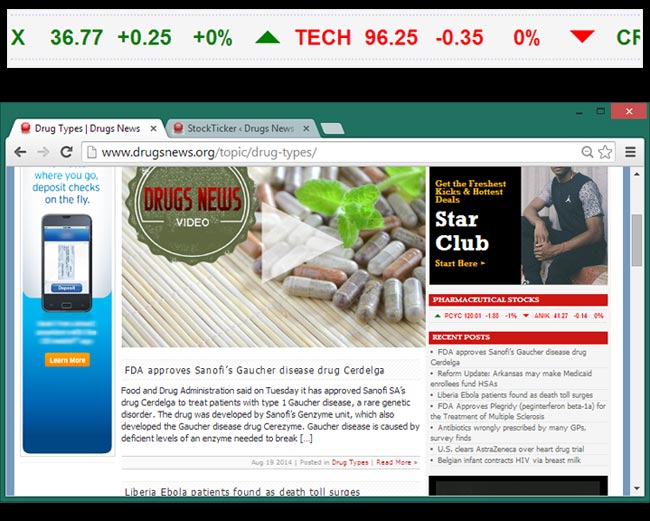 X 36.77 +0.25 +0% ▲ TECH 96.25 -0.35 0% ▼ CR
Drug Types | Drugs News
StockTicker ‹ Drugs News
www.drugsnews.org/topic/drug-types/
where you go,
deposit checks
on the fly.
Deposit
Learn More
DRUGS NEWS
VIDEO
FDA approves Sanofi's Gaucher disease drug Cerdelga
Food and Drug Administration said on Tuesday it has approved Sanofi SA's
drug Cerdelga to treat patients with type 1 Gaucher disease, a rare genetic
disorder. The drug was developed by Sanofi's Genzyme unit, which also
developed the Gaucher disease drug Cerezyme. Gaucher disease is caused by
deficient levels of an enzyme needed to break [...]
Aug 19 2014 | Posted in Drug Types | Read More »
Liberia Ebola patients found as death toll surges
Get the Freshest
Kicks & Hottest
Deals
Star
Club
Start Here ►
PHARMACEUTICAL STOCKS
▲ PCYC 120.01 -1.88 -1% ▼ ANIK 41.27 -0.14 0%
RECENT POSTS
• FDA approves Sanofi's Gaucher disease drug
Cerdelga
• Reform Update: Arkansas may make Medicaid
enrollees fund HSAs
• Liberia Ebola patients found as death toll surges
• FDA Approves Plegridy (peginterferon beta-1a) for
the Treatment of Multiple Sclerosis
• Antibiotics wrongly prescribed by many GPs,
survey finds
• U.S. clears AstraZeneca over heart drug trial
• Belgian infant contracts HIV via breast milk